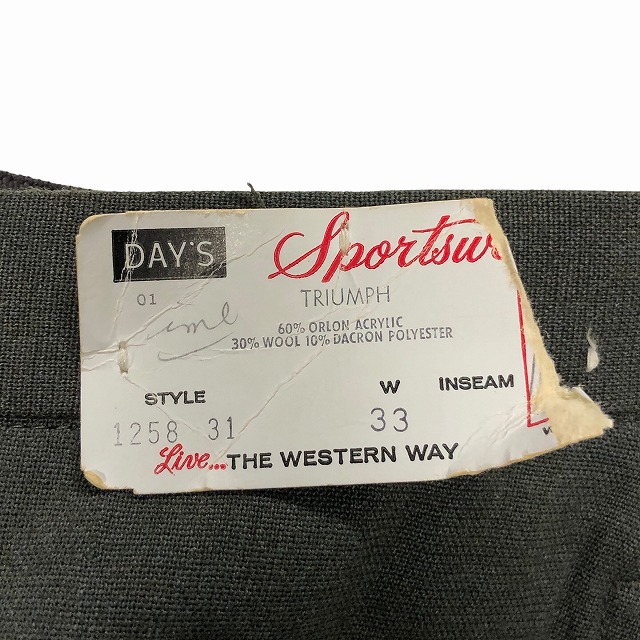 DAY'S
01
TRIUMPH
60% ORLON ACRYLIC
30% WOOL 10% DACRON POLYESTER
STYLE W INSEAM
1258 31 33
Live... THE WESTERN WAY